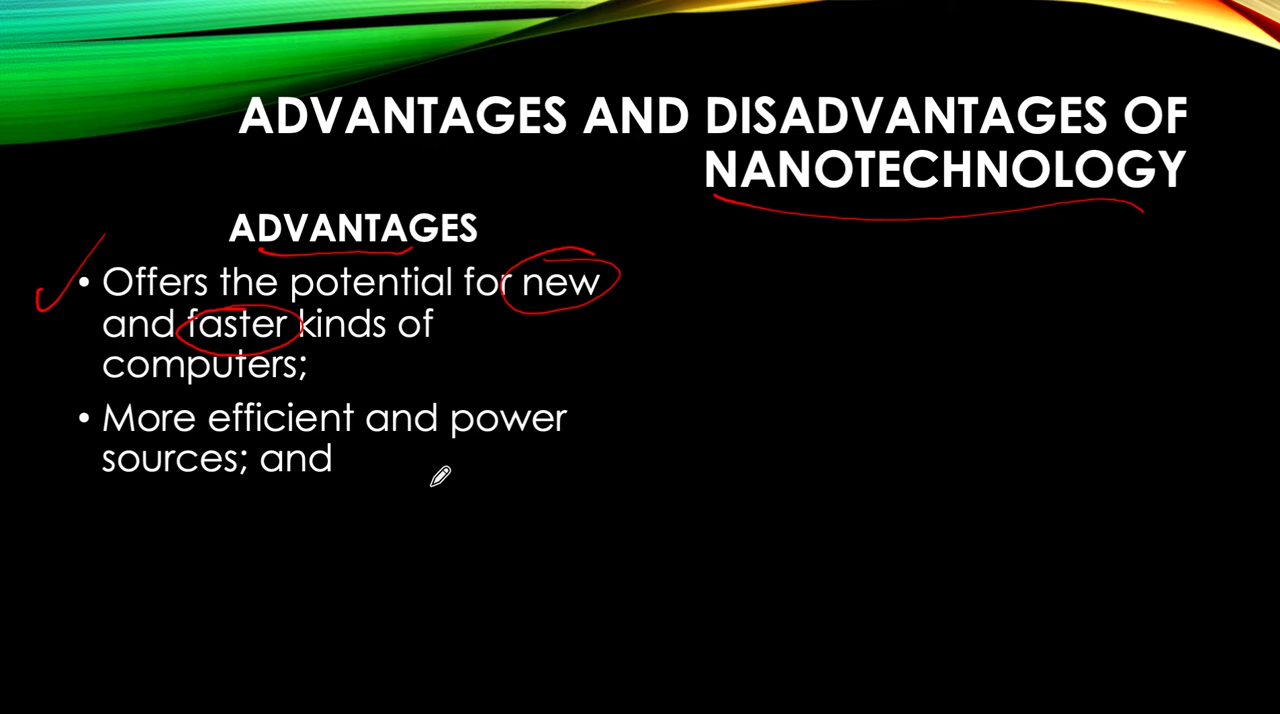 ADVANTAGES AND DISADVANTAGES OF
NANOTECHNOLOGY
ADVANTAGES
• Offers the potential for new
and faster kinds of
computers;
• More efficient and power
sources; and